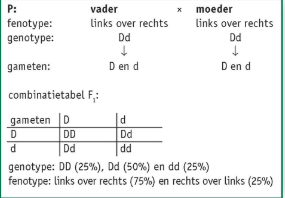 P: vader × moeder
fenotype: links over rechts links over rechts
genotype: Dd Dd
↓ ↓
gameten: D en d D en d
combinatietabel F₁:
gameten D d
D DD Dd
d Dd dd
genotype: DD (25%), Dd (50%) en dd (25%)
fenotype: links over rechts (75%) en rechts over links (25%)